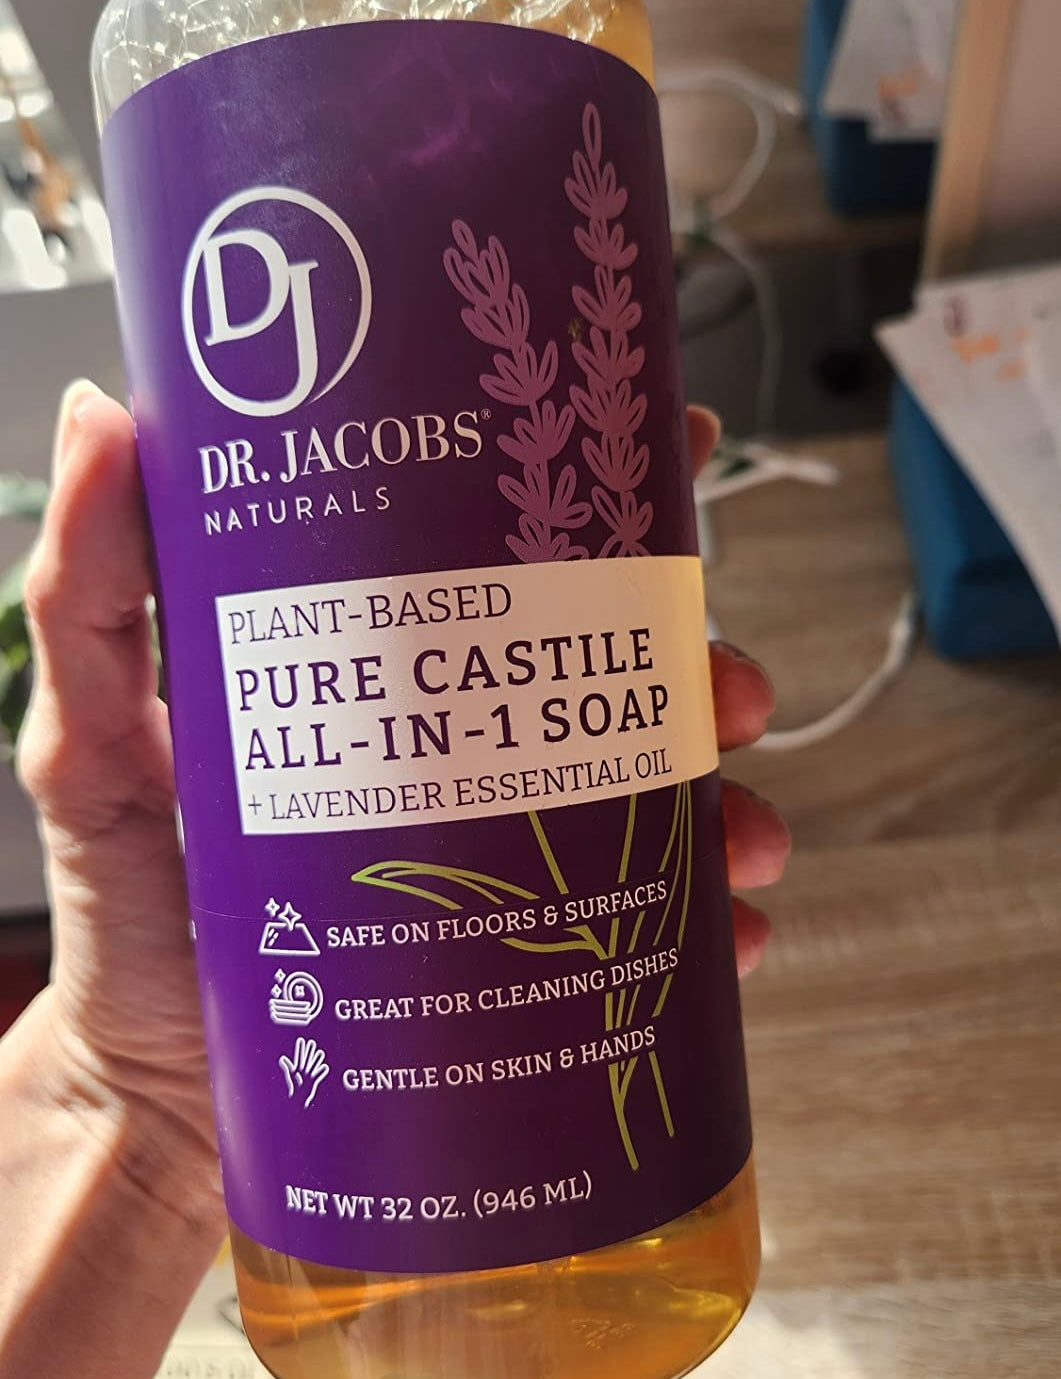 DJ
DR. JACOBS®
NATURALS
PLANT-BASED
PURE CASTILE
ALL-IN-1 SOAP
+ LAVENDER ESSENTIAL OIL
SAFE ON FLOORS & SURFACES
GREAT FOR CLEANING DISHES
GENTLE ON SKIN & HANDS
NET WT 32 OZ. (946 ML)